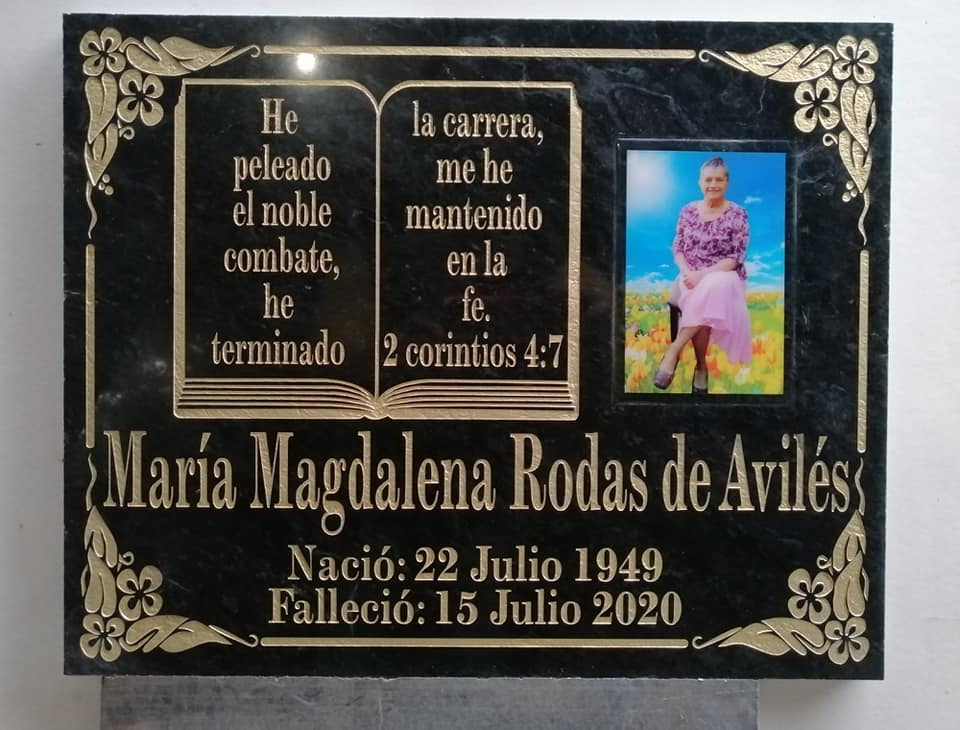 He
peleado
el noble
combate,
he
terminado
la carrera,
me he
mantenido
en la
fe.
2 corintios 4:7
María Magdalena Rodas de Avilés
Nació: 22 Julio 1949
Falleció: 15 Julio 2020